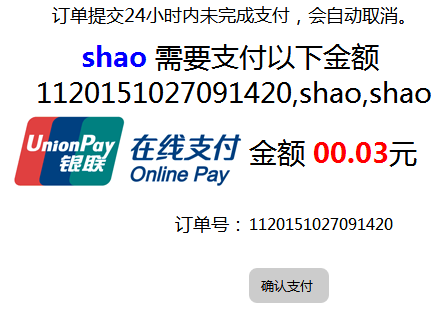 订单提交24小时内未完成支付，会自动取消。
shao 需要支付以下金额
1120151027091420,shao,shao
UnionPay
银联
在线支付
Online Pay
金额 00.03元
订单号：1120151027091420
确认支付